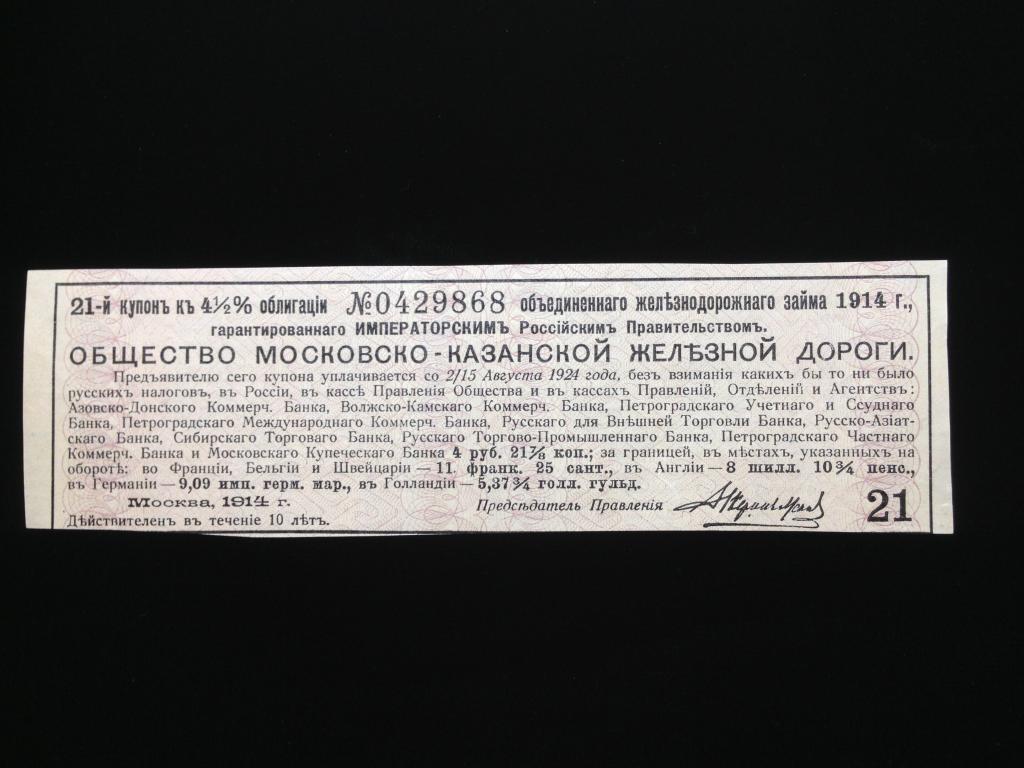 21-й купонъ къ 4½% облигаціи №0429868 объединеннаго желѣзнодорожнаго займа 1914 г.,
гарантированнаго ИМПЕРАТОРСКИМЪ Россійскимъ Правительствомъ.
ОБЩЕСТВО МОСКОВСКО-КАЗАНСКОЙ ЖЕЛѢЗНОЙ ДОРОГИ.
Предъявителю сего купона уплачивается со 2/15 Августа 1924 года, безъ взиманія какихъ бы то ни было
русскихъ налоговъ, въ Россіи, въ кассѣ Правленія Общества и въ кассахъ Правленій, Отдѣленій и Агентствъ:
Азовско-Донского Коммерч. Банка, Волжско-Камскаго Коммерч. Банка, Петроградскаго Учетнаго и Ссуднаго
Банка, Петроградскаго Международнаго Коммерч. Банка, Русскаго для Внѣшней Торговли Банка, Русско-Азіат-
скаго Банка, Сибирскаго Торговаго Банка, Русскаго Торгово-Промышленнаго Банка, Петроградскаго Частнаго
Коммерч. Банка и Московскаго Купеческаго Банка 4 руб. 21⅞ коп.; за границей, въ мѣстахъ, указанныхъ на
оборотѣ: во Франціи, Бельгіи и Швейцаріи—11 франк. 25 сант., въ Англіи—8 шилл. 10¾ пенс.,
въ Германіи—9,09 имп. герм. мар., въ Голландіи—5,37¾ голл. гульд.
Москва, 1914 г. Предсѣдатель Правленія 21
Дѣйствителенъ въ теченіе 10 лѣтъ.